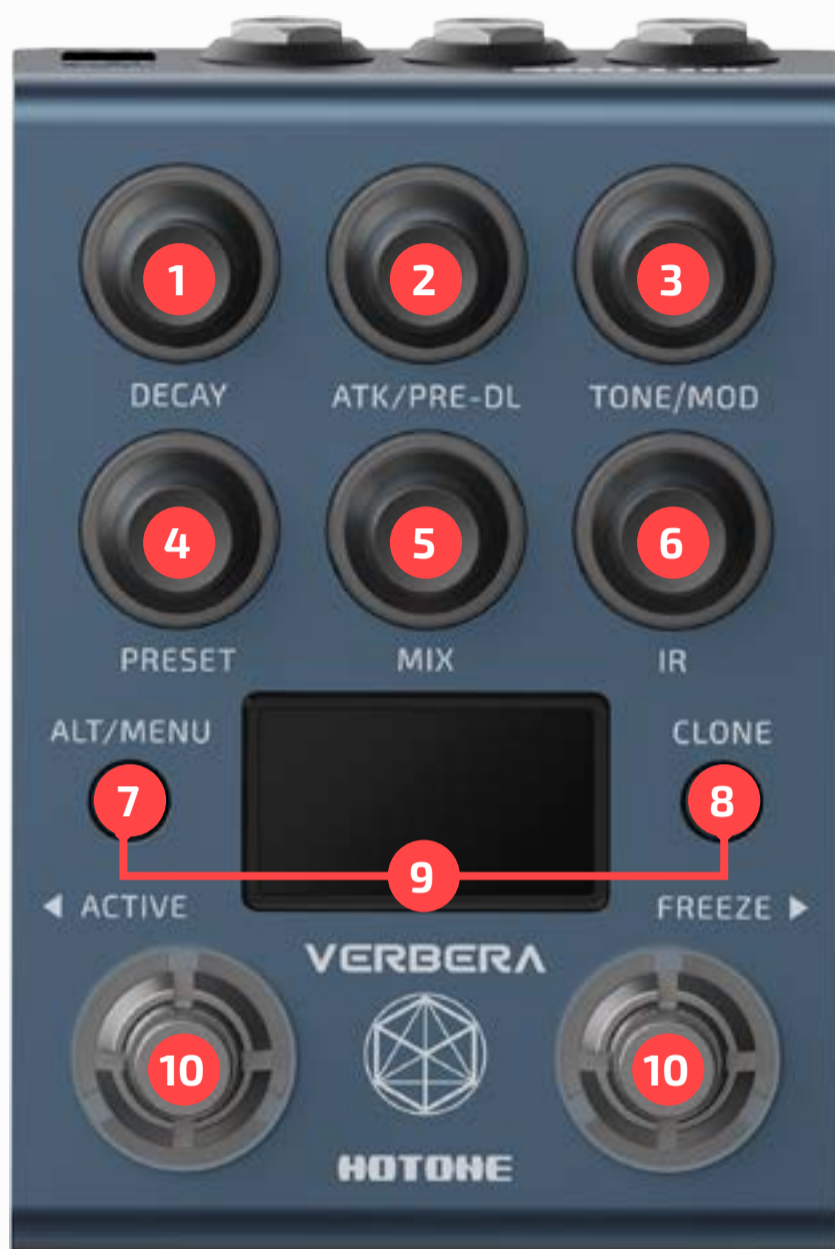 1 2 3
DECAY ATK/PRE-DL TONE/MOD
4 5 6
PRESET MIX IR
ALT/MENU CLONE
7 8
9
◀ ACTIVE FREEZE ▶
VERBERA
10 10
HOTONE